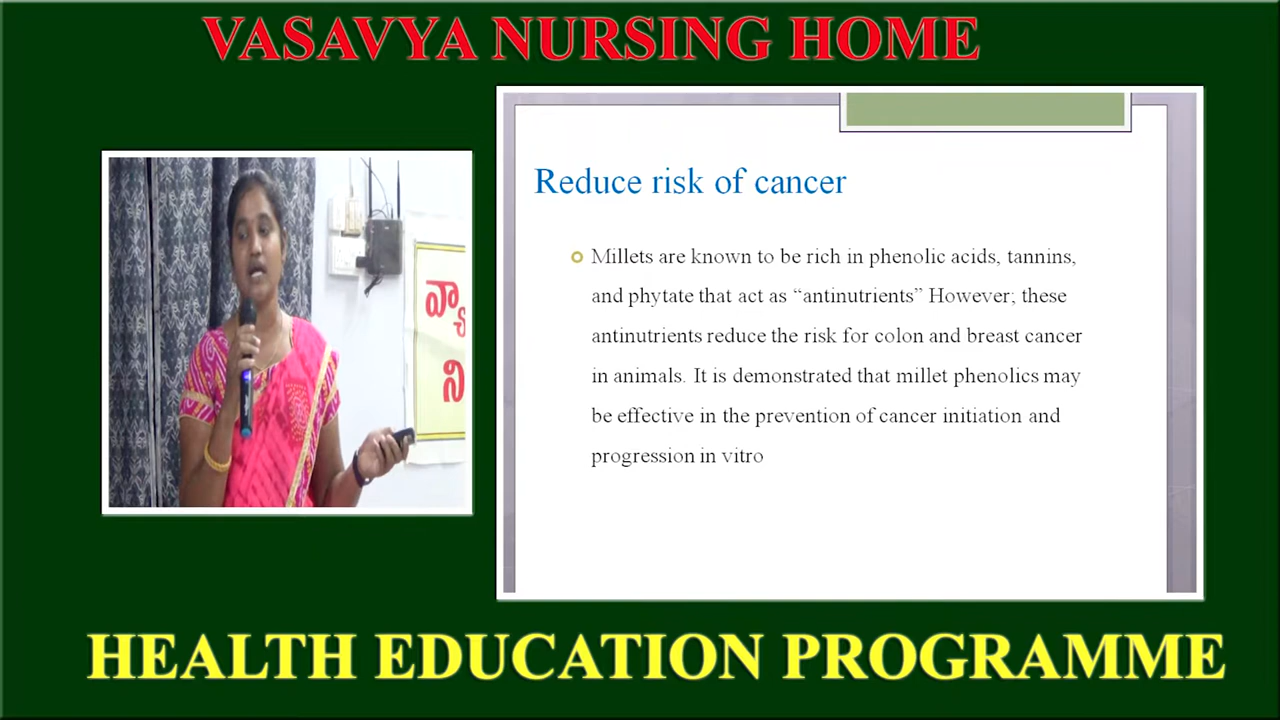 VASAVYA NURSING HOME
Reduce risk of cancer
Millets are known to be rich in phenolic acids, tannins,
and phytate that act as “antinutrients” However; these
antinutrients reduce the risk for colon and breast cancer
in animals. It is demonstrated that millet phenolics may
be effective in the prevention of cancer initiation and
progression in vitro
వ్యా
ని
HEALTH EDUCATION PROGRAMME